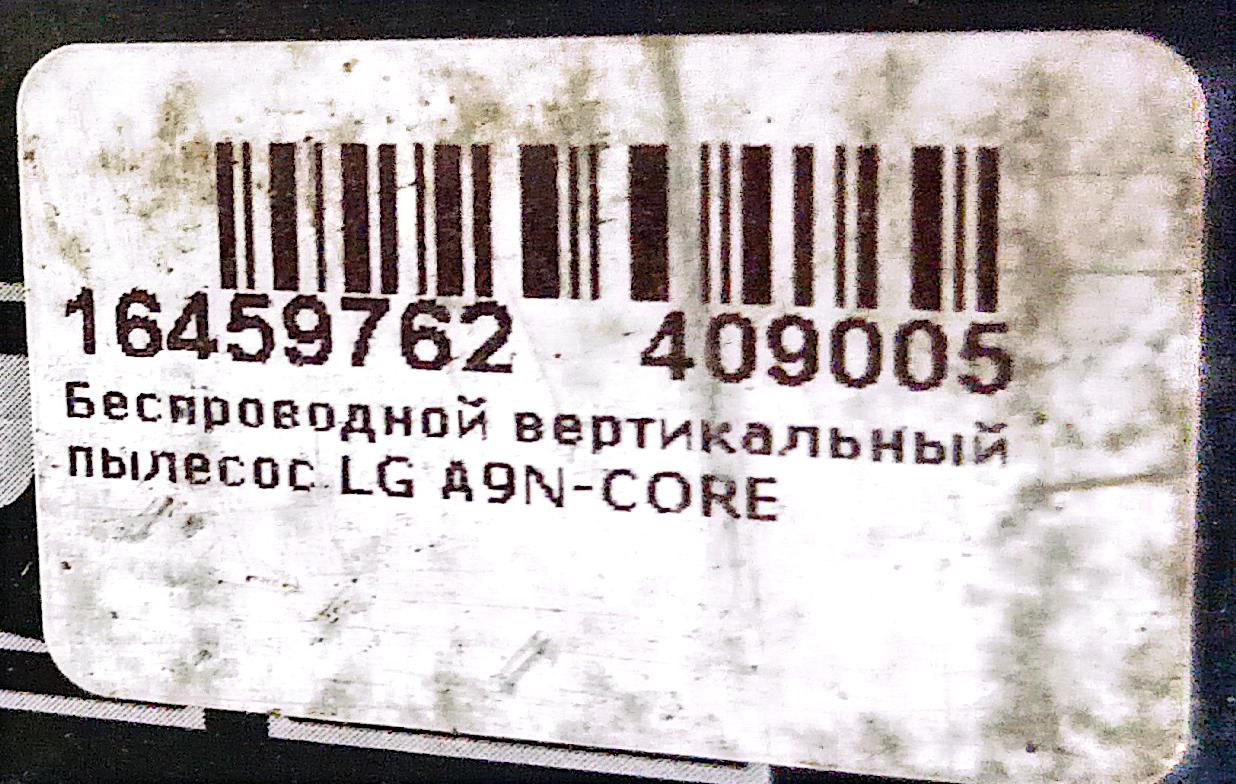 16459762 409005
Беспроводной вертикальный
пылесос LG A9N-CORE